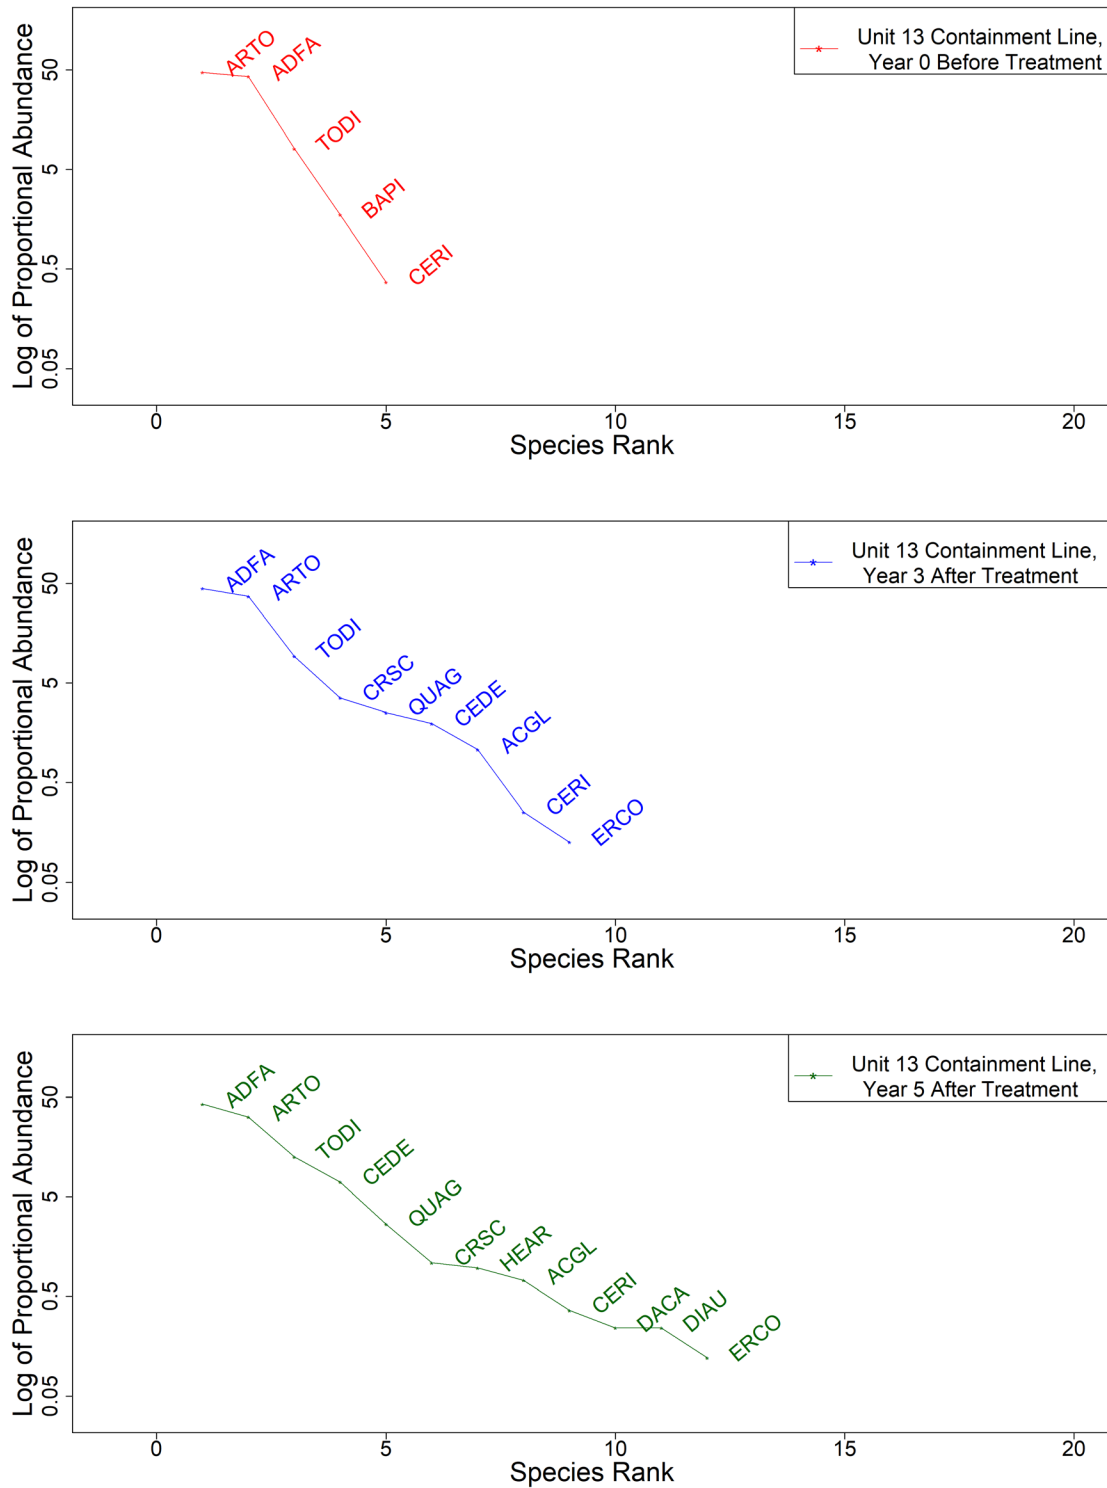 Unit 13 Containment Line,
Year 0 Before Treatment
Log of Proportional Abundance
50
5
0.5
0.05
ARTO
ADFA
TODI
BAPI
CERI
0 5 10 15 20
Species Rank
Unit 13 Containment Line,
Year 3 After Treatment
Log of Proportional Abundance
50
5
0.5
0.05
ADFA
ARTO
TODI
CRSC
QUAG
CEDE
ACGL
CERI
ERCO
0 5 10 15 20
Species Rank
Unit 13 Containment Line,
Year 5 After Treatment
Log of Proportional Abundance
50
5
0.5
0.05
ADFA
ARTO
TODI
CEDE
QUAG
CRSC
HEAR
ACGL
CERI
DACA
DIAU
ERCO
0 5 10 15 20
Species Rank